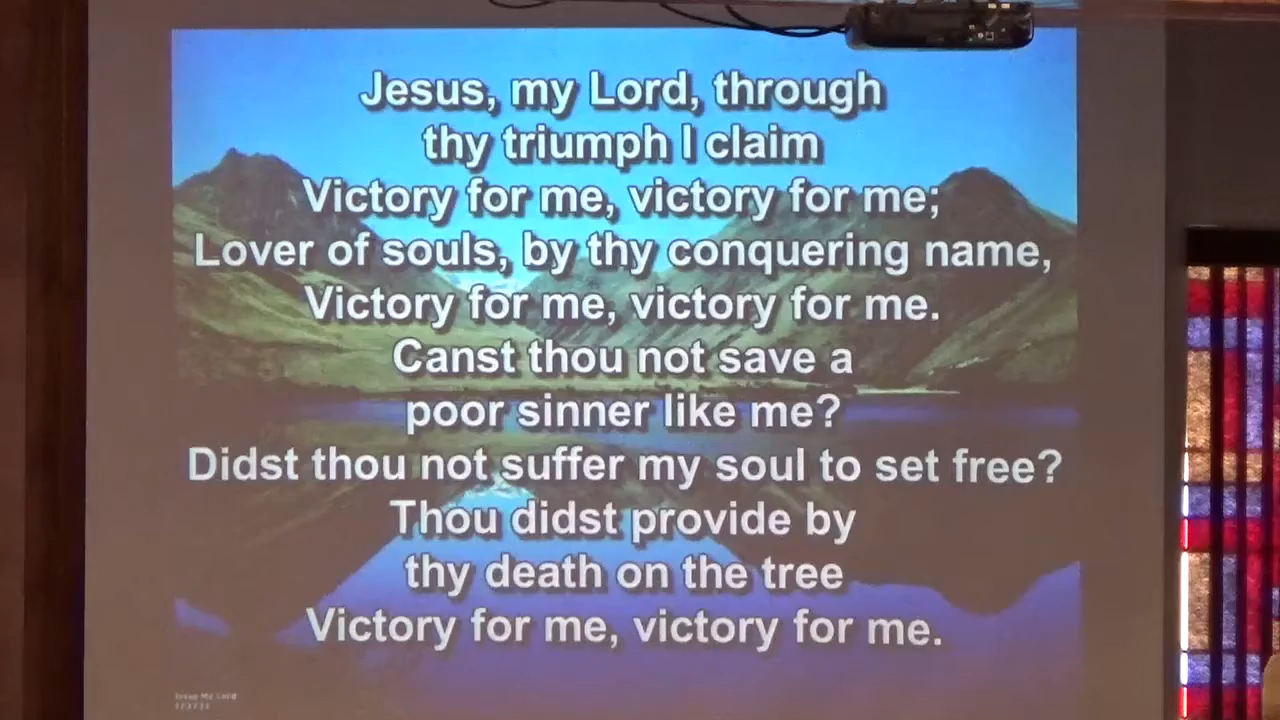 Jesus, my Lord, through
thy triumph I claim
Victory for me, victory for me;
Lover of souls, by thy conquering name,
Victory for me, victory for me.
Canst thou not save a
poor sinner like me?
Didst thou not suffer my soul to set free?
Thou didst provide by
thy death on the tree
Victory for me, victory for me.
Jesus My Lord